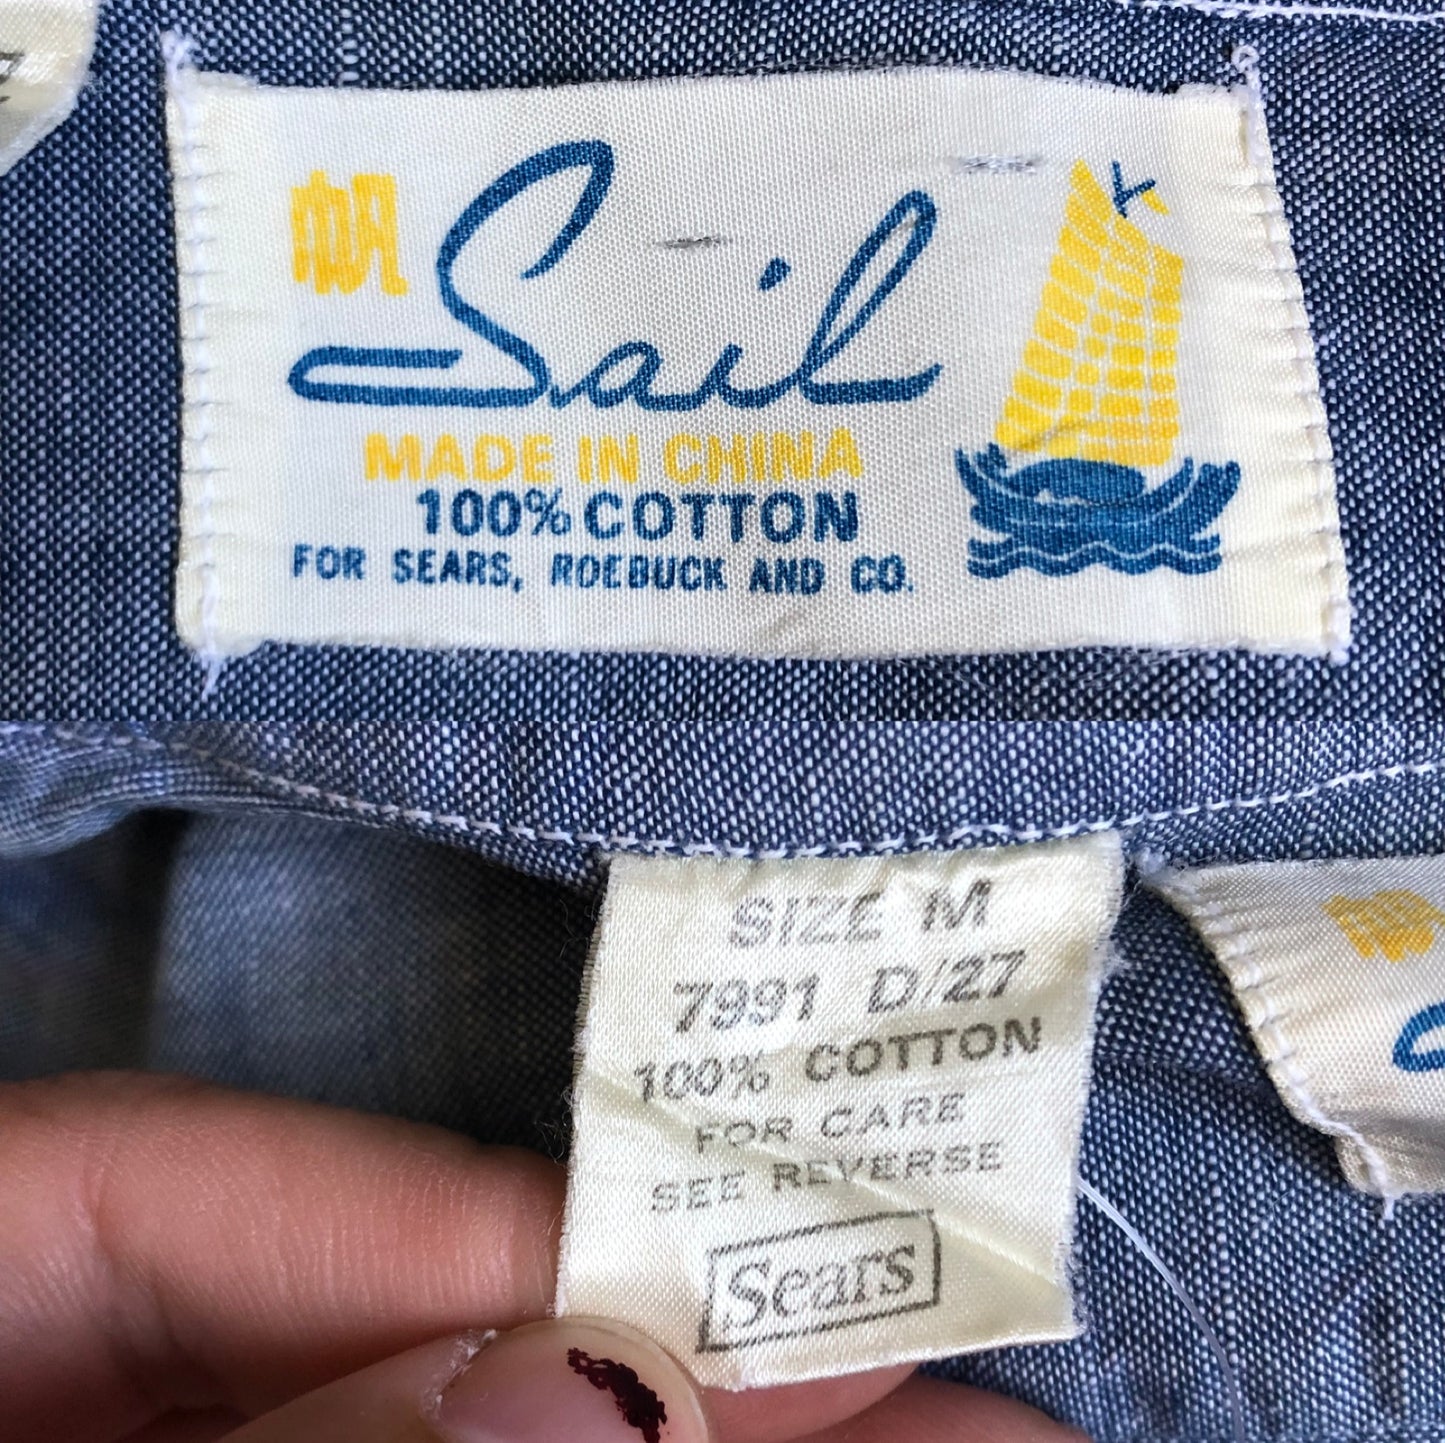 帆 Sail
MADE IN CHINA
100% COTTON
FOR SEARS, ROEBUCK AND CO.
SIZE M
7991 D/27
100% COTTON
FOR CARE
SEE REVERSE
Sears